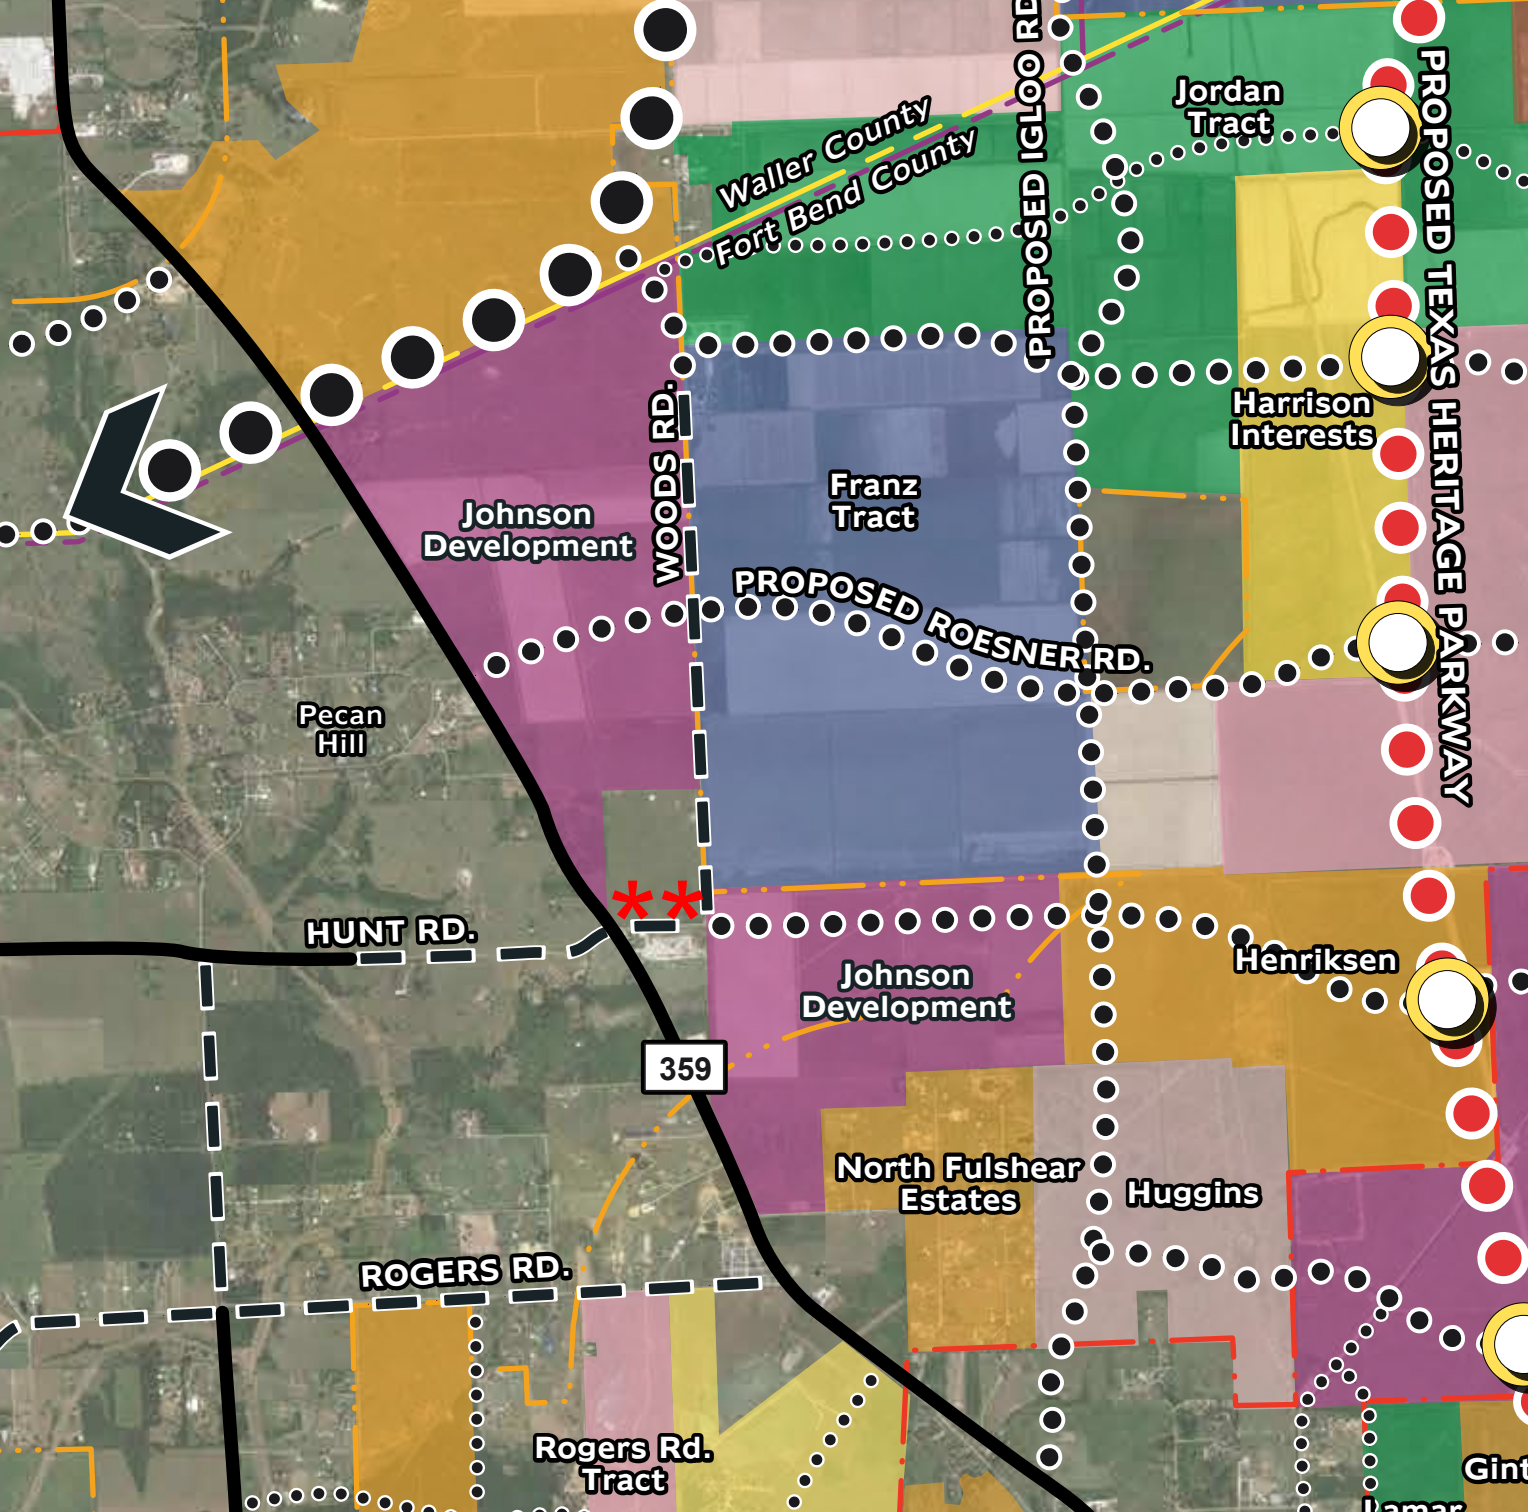 PROPOSED IGLOO RD
Jordan
Tract
PROPOSED TEXAS HERITAGE PARKWAY
Waller County
Fort Bend County
Harrison
Interests
WOODS RD.
Franz
Tract
Johnson
Development
PROPOSED ROESNER RD.
Pecan
Hill
**
HUNT RD.
Henriksen
Johnson
Development
359
North Fulshear
Estates
Huggins
ROGERS RD.
Rogers Rd.
Tract
Gint
Lamar